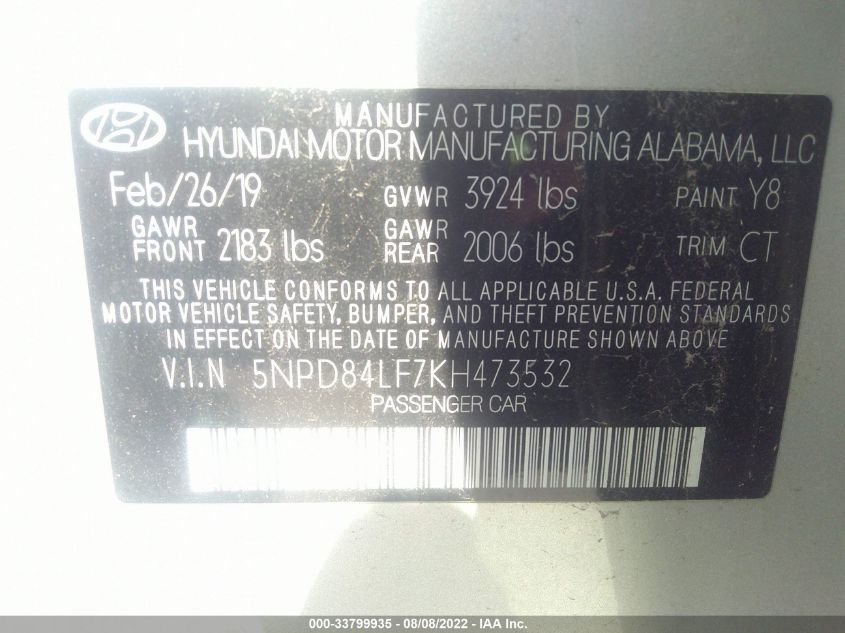 MANUFACTURED BY
HYUNDAI MOTOR MANUFACTURING ALABAMA, LLC
Feb/26/19 GVWR 3924 lbs PAINT Y8
GAWR FRONT 2183 lbs GAWR REAR 2006 lbs TRIM CT
THIS VEHICLE CONFORMS TO ALL APPLICABLE U.S.A. FEDERAL
MOTOR VEHICLE SAFETY, BUMPER, AND THEFT PREVENTION STANDARDS
IN EFFECT ON THE DATE OF MANUFACTURE SHOWN ABOVE
V.I.N 5NPD84LF7KH473532
PASSENGER CAR
000-33799935 - 08/08/2022 - IAA Inc.